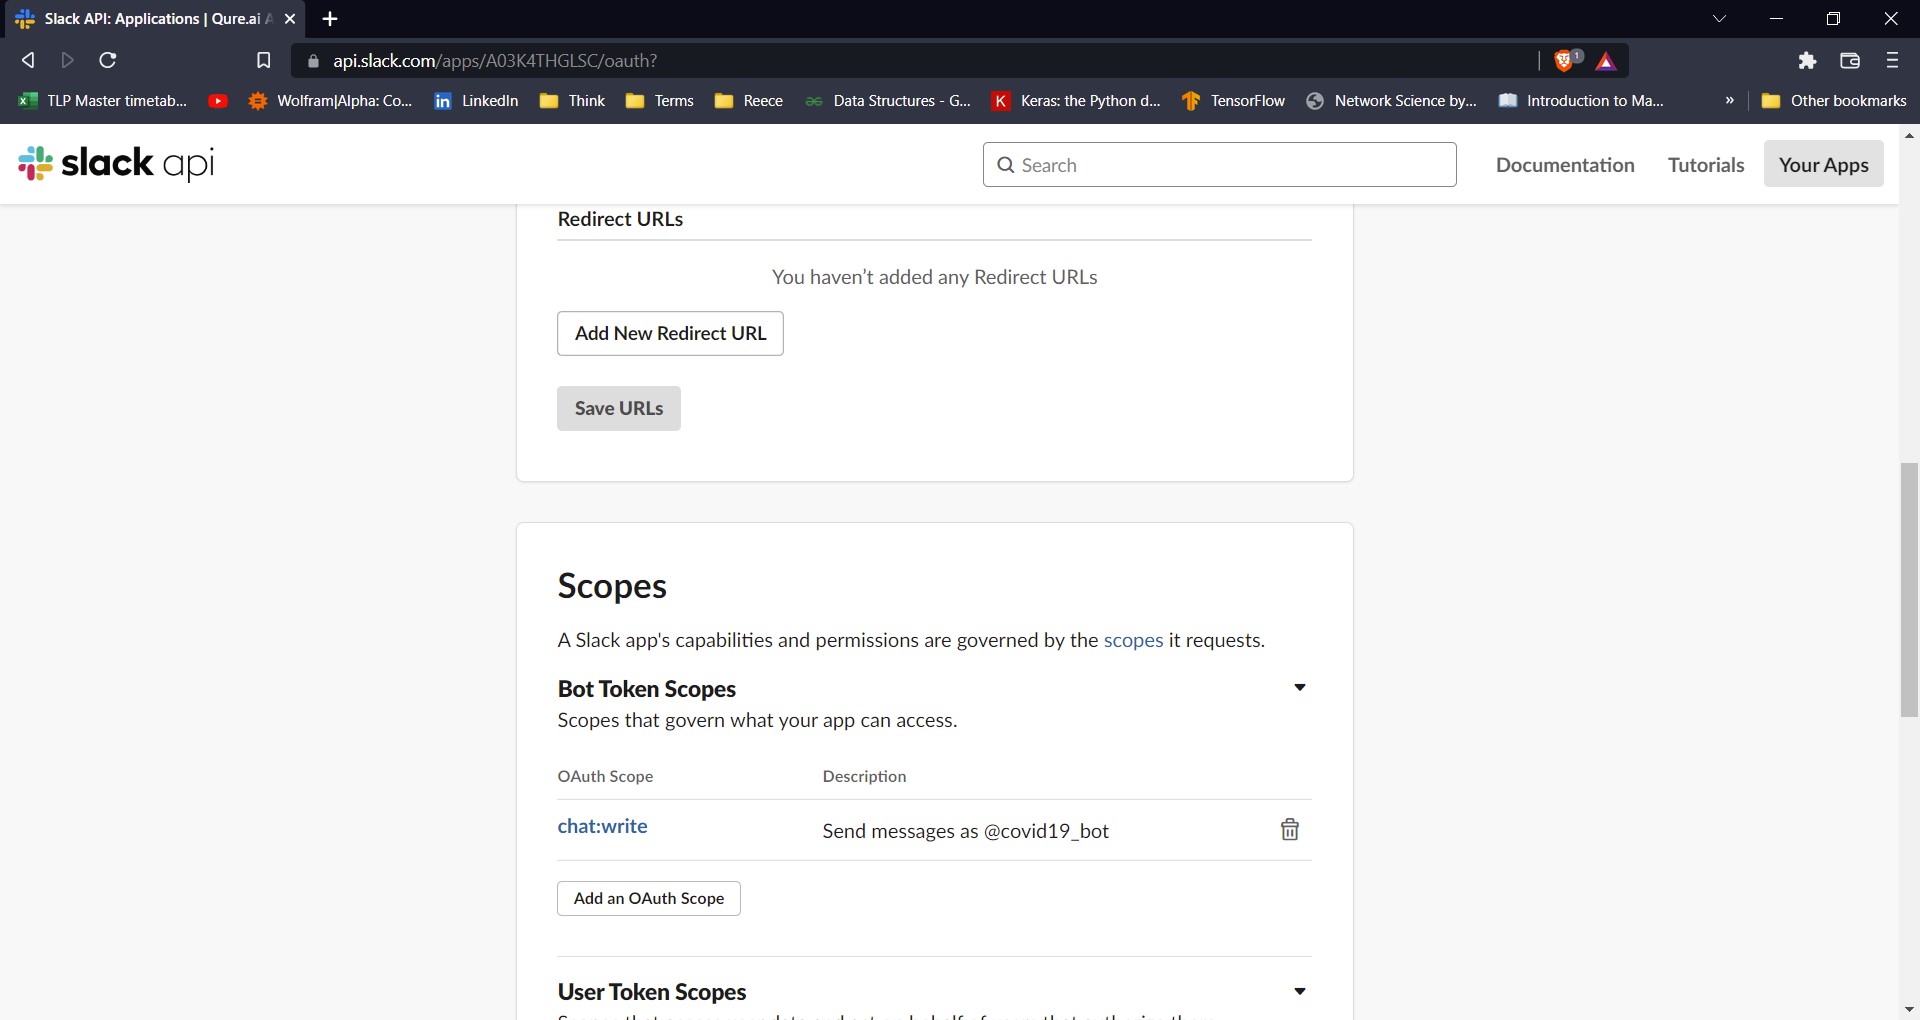 Slack API: Applications | Qure.ai A
api.slack.com/apps/A03K4THGLSC/oauth?
1
TLP Master timetab...
Wolfram|Alpha: Co...
LinkedIn
Think
Terms
Reece
Data Structures - G...
K
Keras: the Python d...
TensorFlow
Network Science by...
Introduction to Ma...
»
Other bookmarks
slack api
Search
Documentation
Tutorials
Your Apps
Redirect URLs
You haven’t added any Redirect URLs
Add New Redirect URL
Save URLs
Scopes
A Slack app's capabilities and permissions are governed by the scopes it requests.
Bot Token Scopes
Scopes that govern what your app can access.
OAuth Scope Description
chat:write Send messages as @covid19_bot
Add an OAuth Scope
User Token Scopes